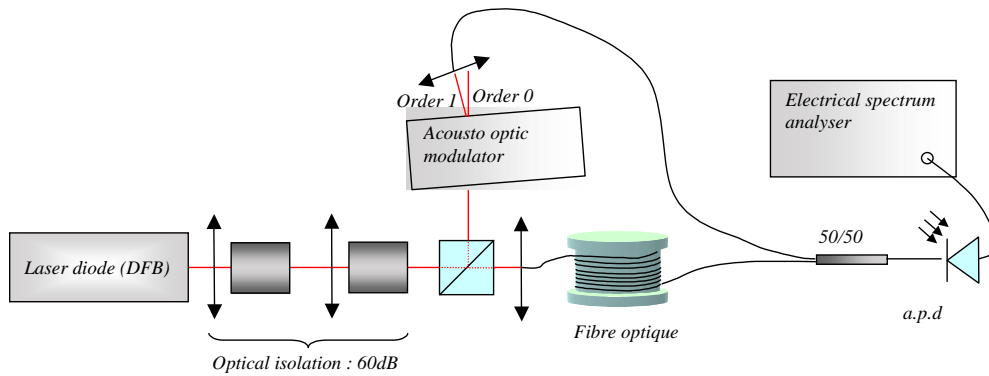 Order 1
Order 0
Acousto optic
modulator
Electrical spectrum
analyser
Laser diode (DFB)
50/50
Fibre optique
a.p.d
Optical isolation : 60dB